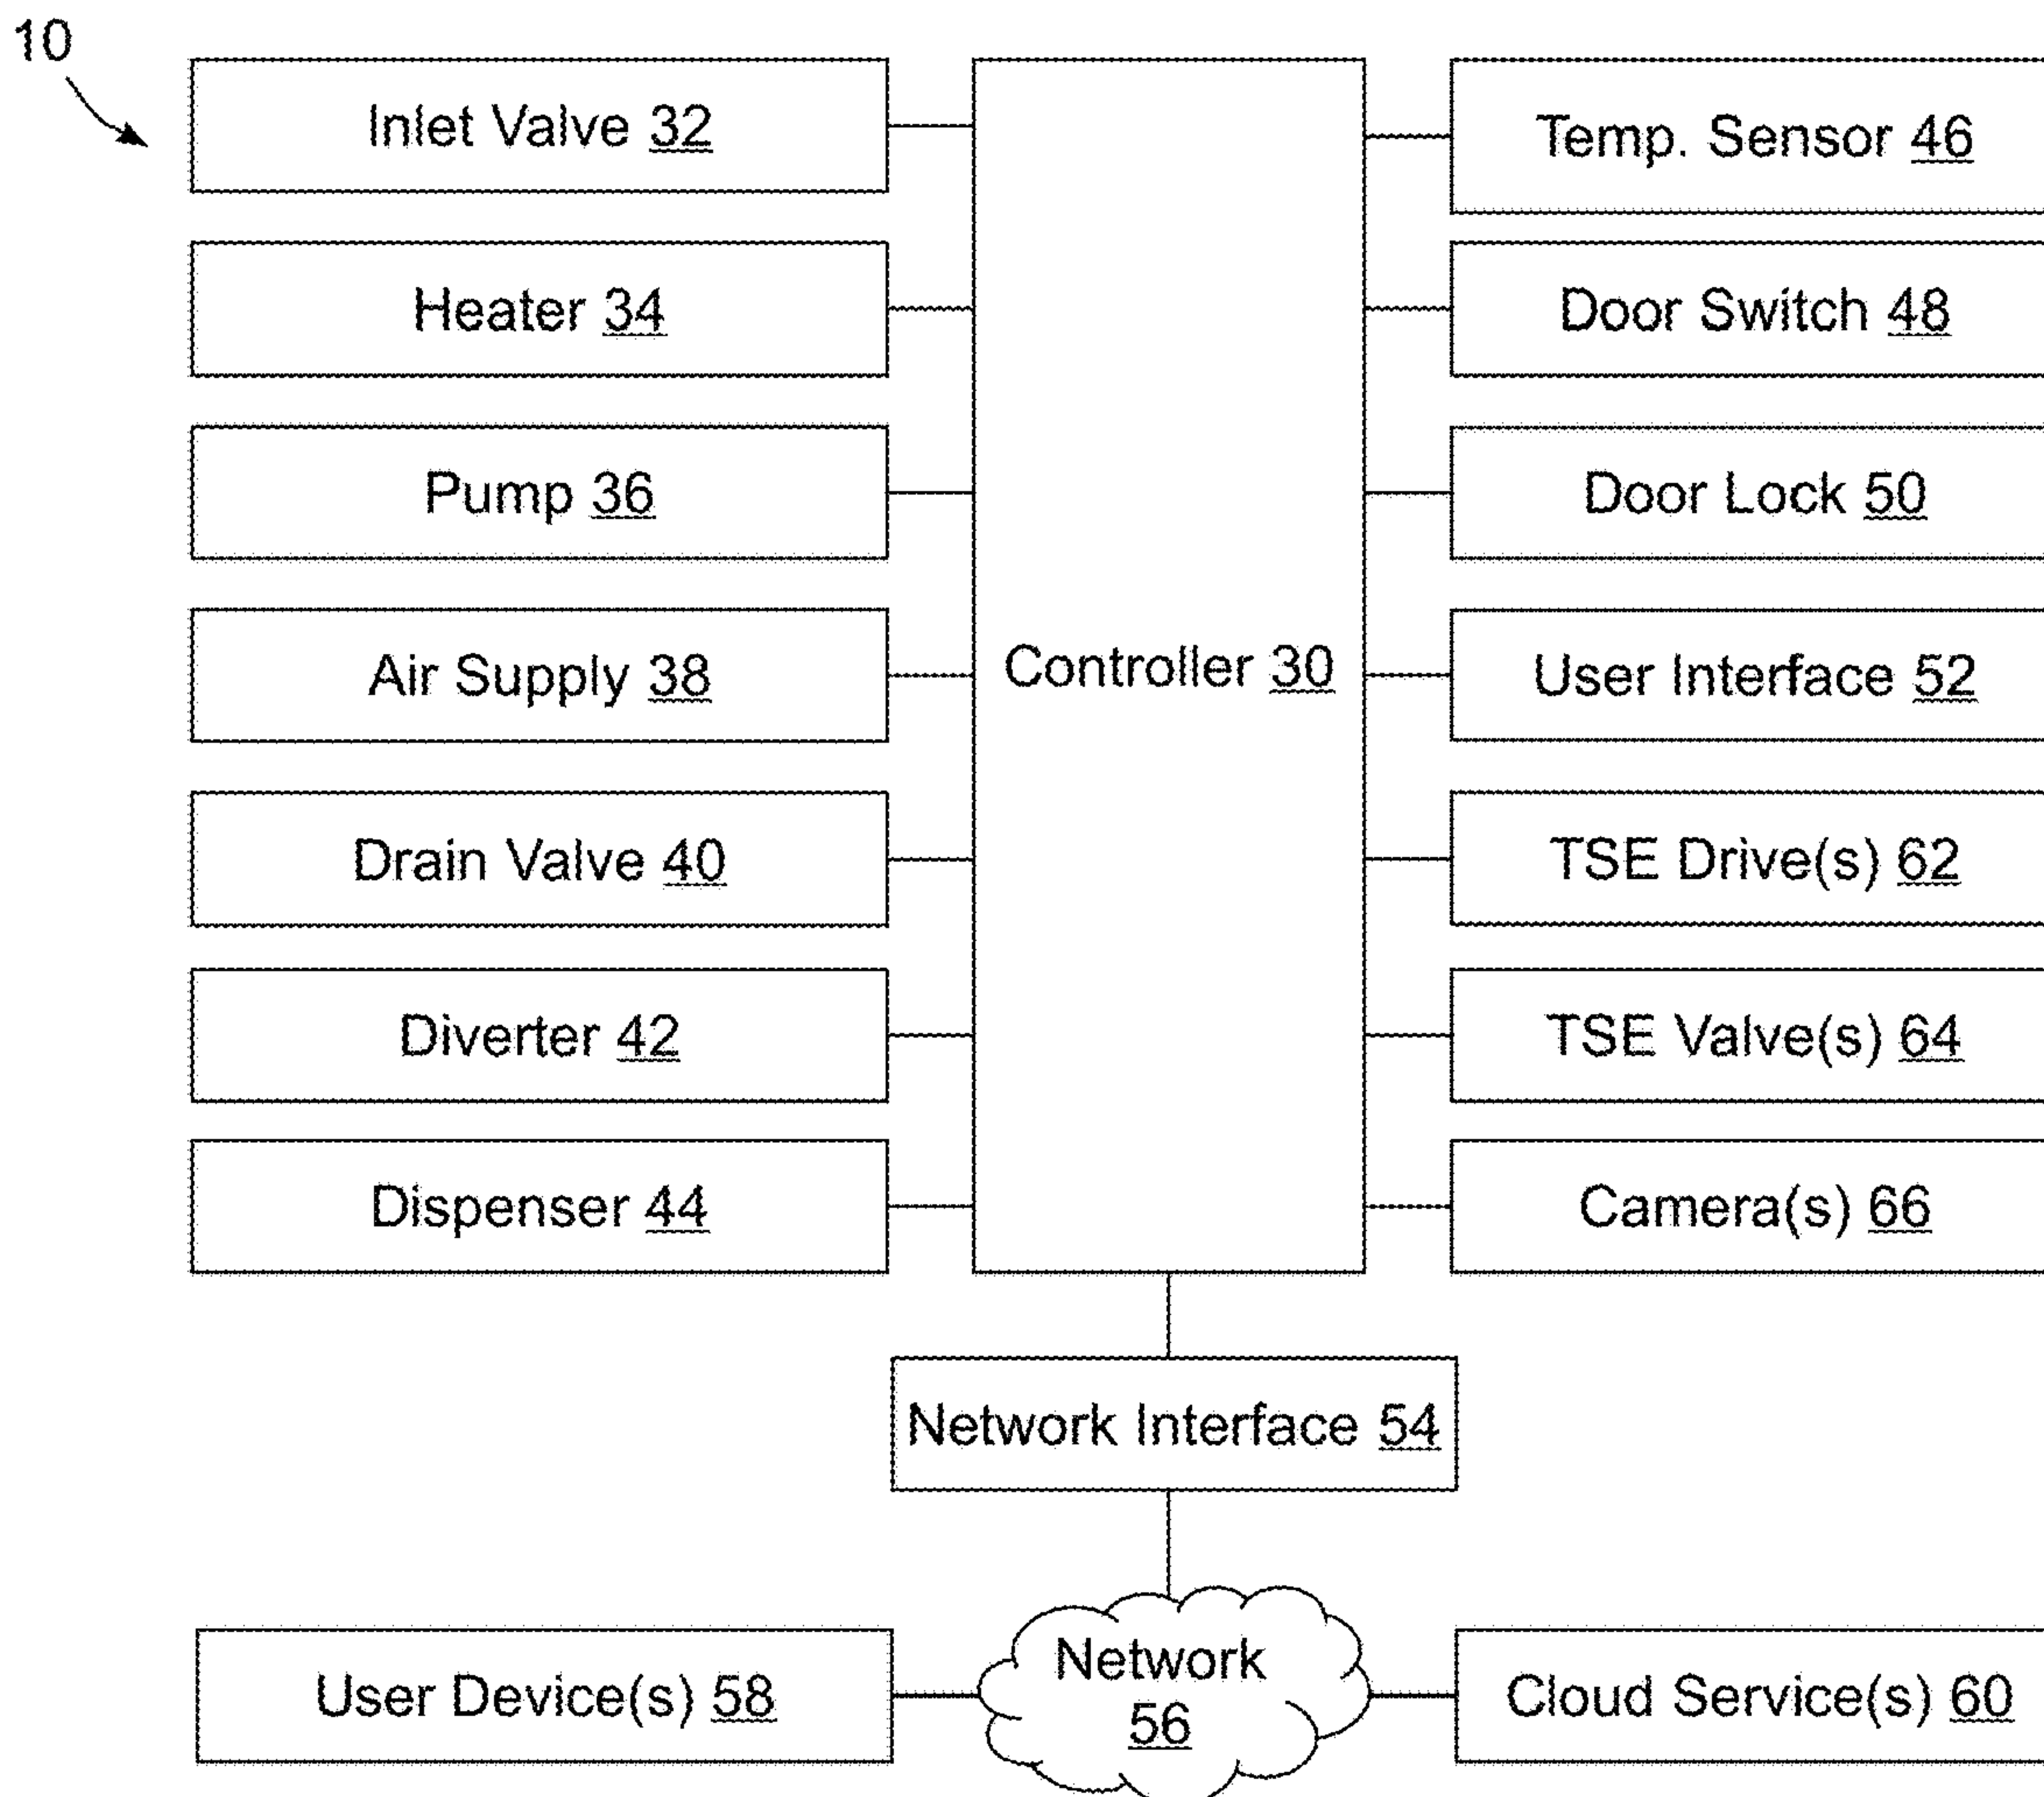 10
Inlet Valve 32
Heater 34
Pump 36
Air Supply 38
Drain Valve 40
Diverter 42
Dispenser 44
Controller 30
Temp. Sensor 46
Door Switch 48
Door Lock 50
User Interface 52
TSE Drive(s) 62
TSE Valve(s) 64
Camera(s) 66
Network Interface 54
User Device(s) 58
Network
56
Cloud Service(s) 60